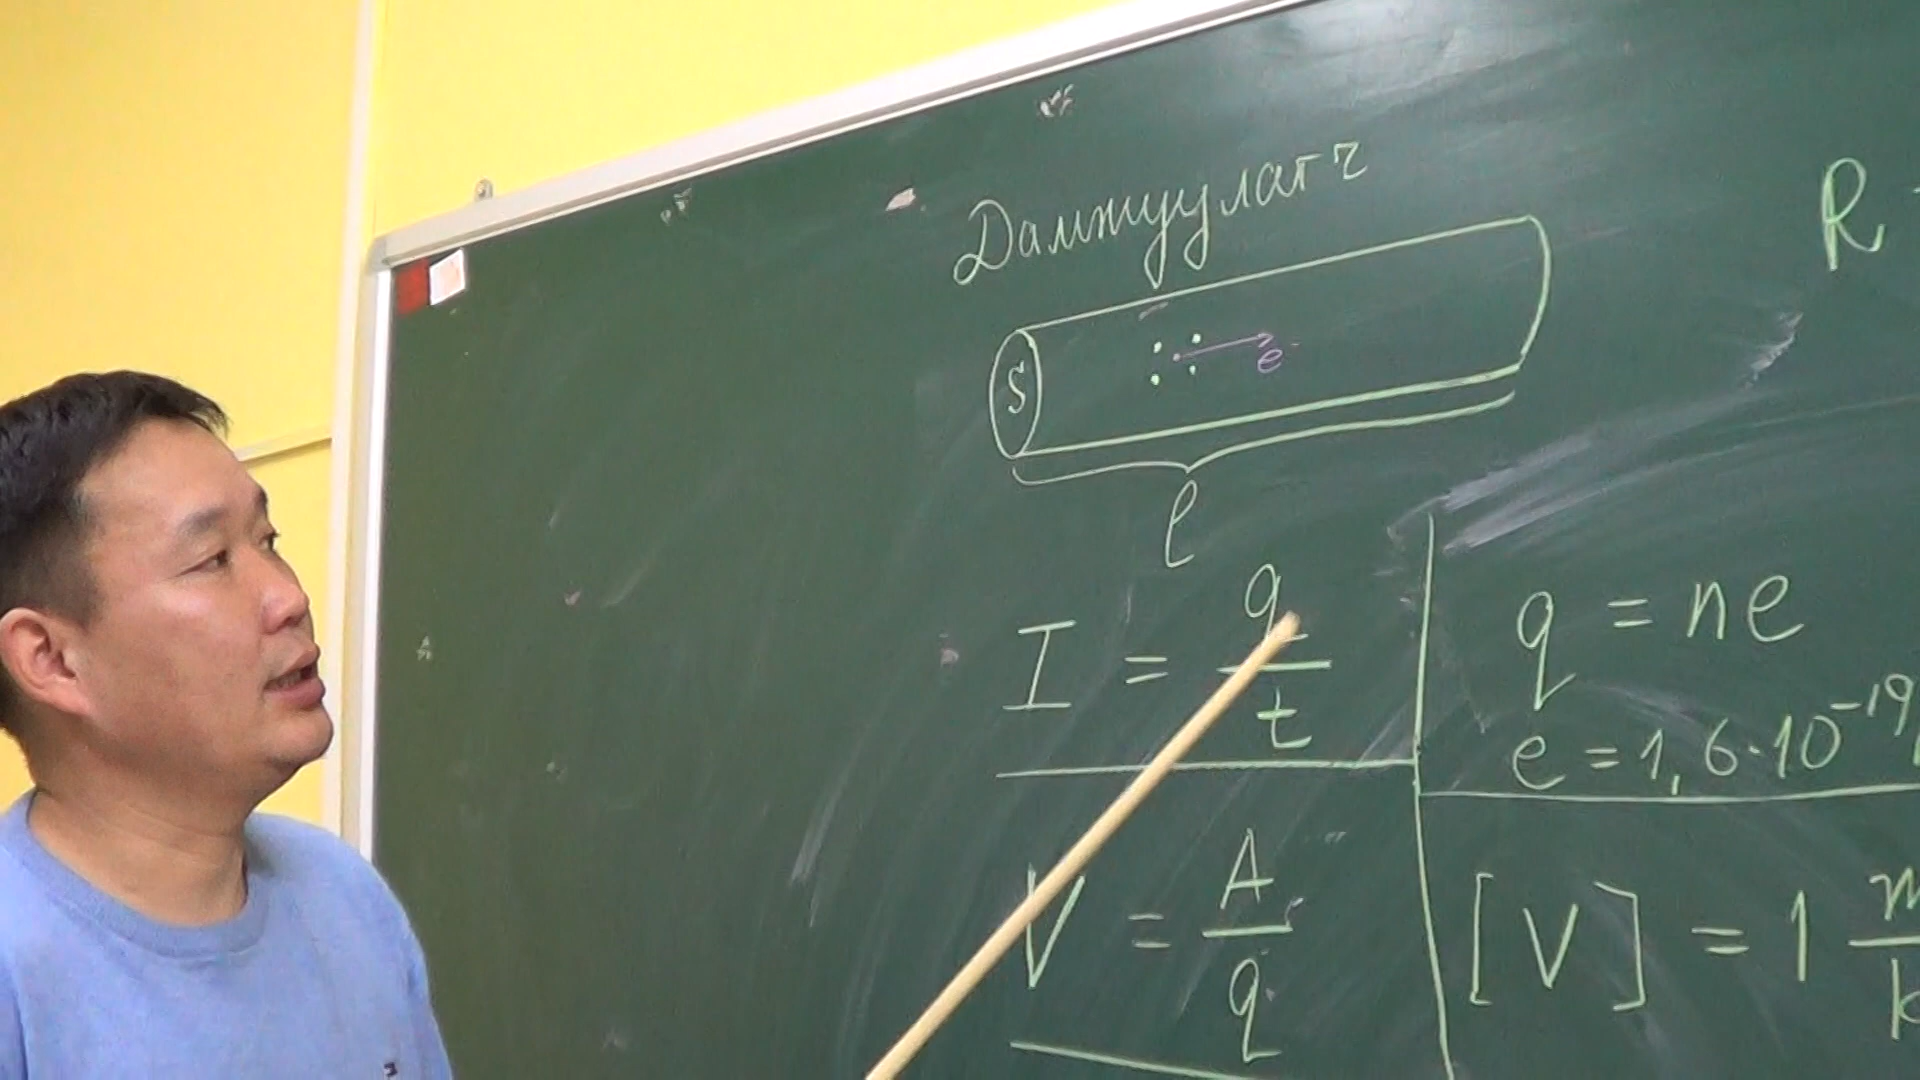 Дамжуулагч
R
S
e⁻
l
I = q/t
q = ne
e = 1,6·10⁻¹⁹
V = A/q
[V] = 1